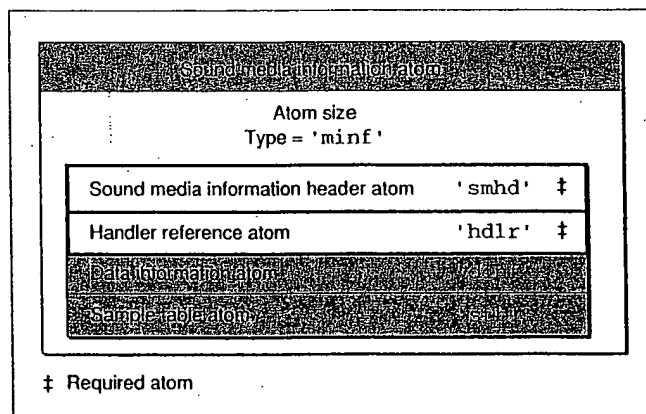 Sound media information atom
Atom size
Type = 'minf'
Sound media information header atom 'smhd' ‡
Handler reference atom 'hdlr' ‡
Data information atom
Sample table atom
‡ Required atom